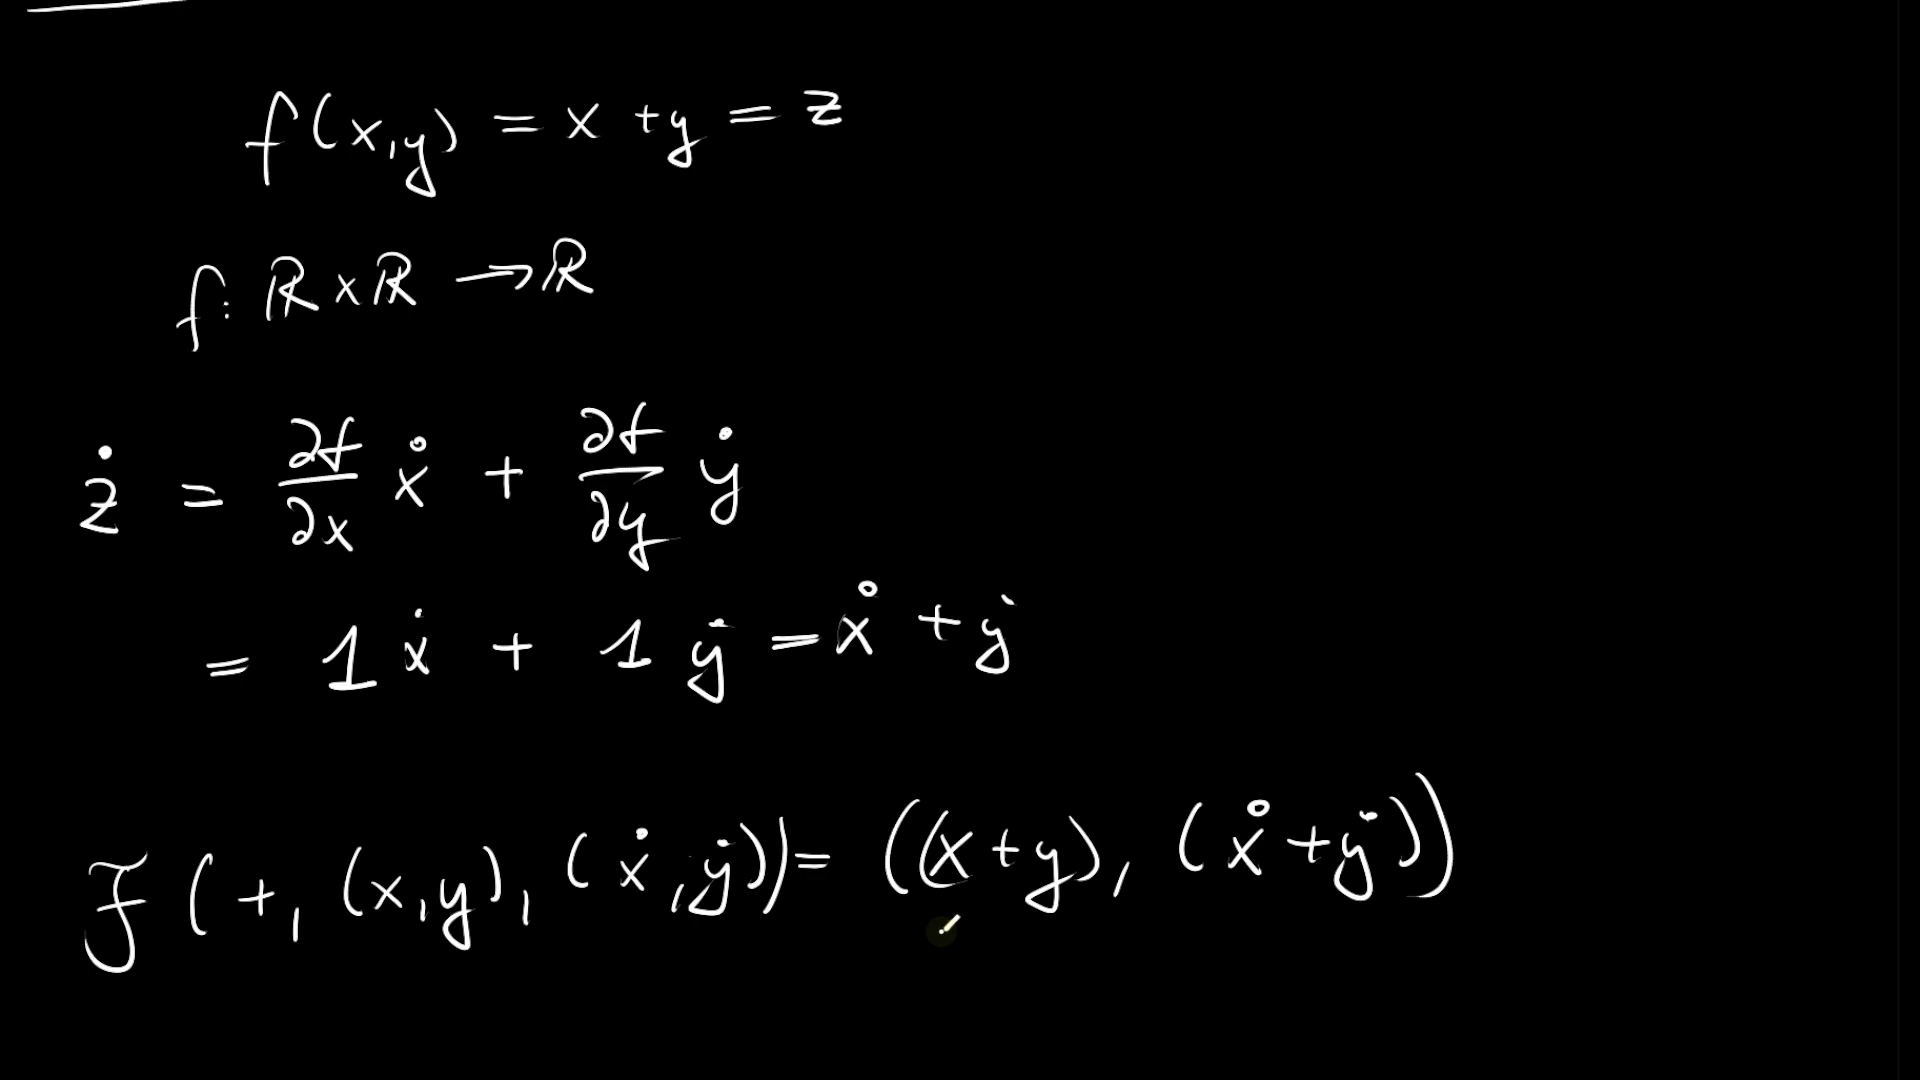 f(x,y) = x + y = z
f: ℝ × ℝ → ℝ
ż = ∂f/∂x ẋ + ∂f/∂y ẏ
= 1 ẋ + 1 ẏ = ẋ + ẏ
ℱ(+, (x,y), (ẋ,ẏ)) = ((x+y), (ẋ+ẏ))